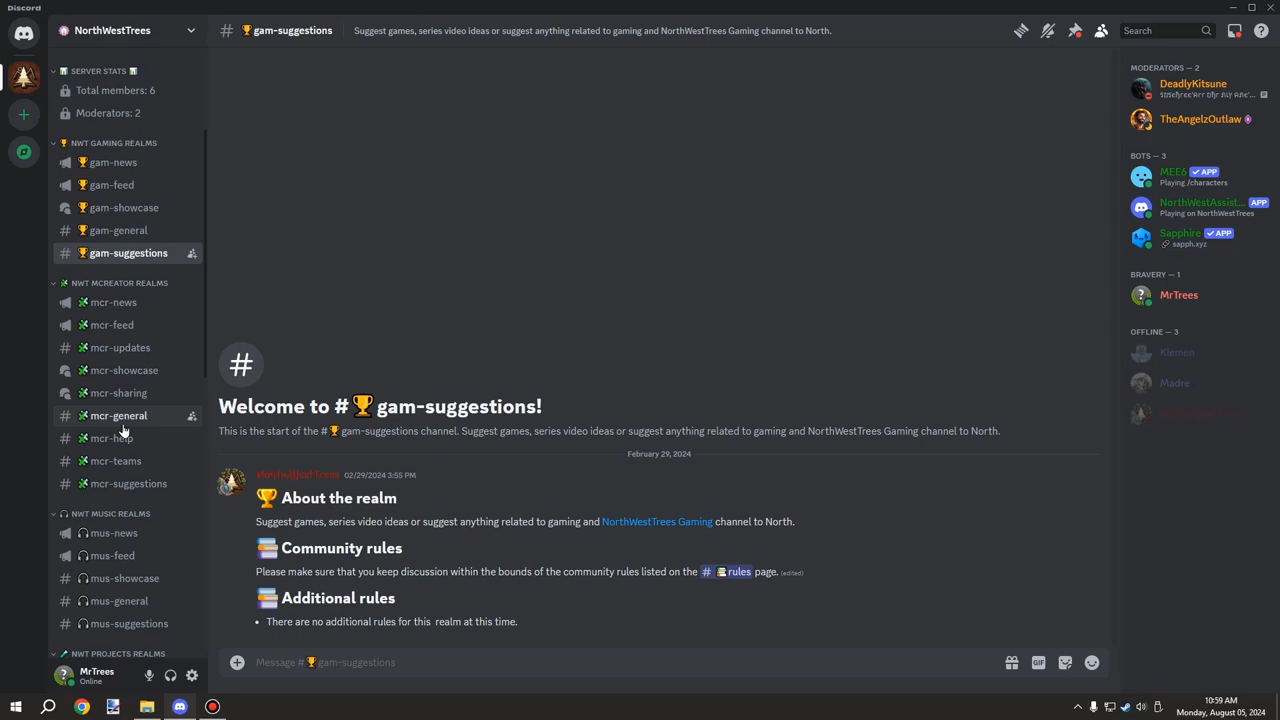 Discord
NorthWestTrees
SERVER STATS
Total members: 6
Moderators: 2
NWT GAMING REALMS
gam-news
gam-feed
gam-showcase
# gam-general
# gam-suggestions
NWT MCREATOR REALMS
mcr-news
mcr-feed
# mcr-updates
mcr-showcase
mcr-sharing
# mcr-general
# mcr-help
# mcr-teams
# mcr-suggestions
NWT MUSIC REALMS
mus-news
mus-feed
# mus-showcase
# mus-general
# mus-suggestions
NWT PROJECTS REALMS
MrTrees
Online
# gam-suggestions
Suggest games, series video ideas or suggest anything related to gaming and NorthWestTrees Gaming channel to North.
Search
#
Welcome to # gam-suggestions!
This is the start of the # gam-suggestions channel. Suggest games, series video ideas or suggest anything related to gaming and NorthWestTrees Gaming channel to North.
February 29, 2024
02/29/2024 3:55 PM
About the realm
Suggest games, series video ideas or suggest anything related to gaming and NorthWestTrees Gaming channel to North.
Community rules
Please make sure that you keep discussion within the bounds of the community rules listed on the # rules page. (edited)
Additional rules
• There are no additional rules for this realm at this time.
Message # gam-suggestions
GIF
MODERATORS — 2
DeadlyKitsune
TheAngelzOutlaw
BOTS — 3
MEE6 ✓ APP
Playing /characters
NorthWestAssist... APP
Playing on NorthWestTrees
Sapphire ✓ APP
sapph.xyz
BRAVERY — 1
MrTrees
OFFLINE — 3
Klemen
Madre
10:59 AM
Monday, August 05, 2024